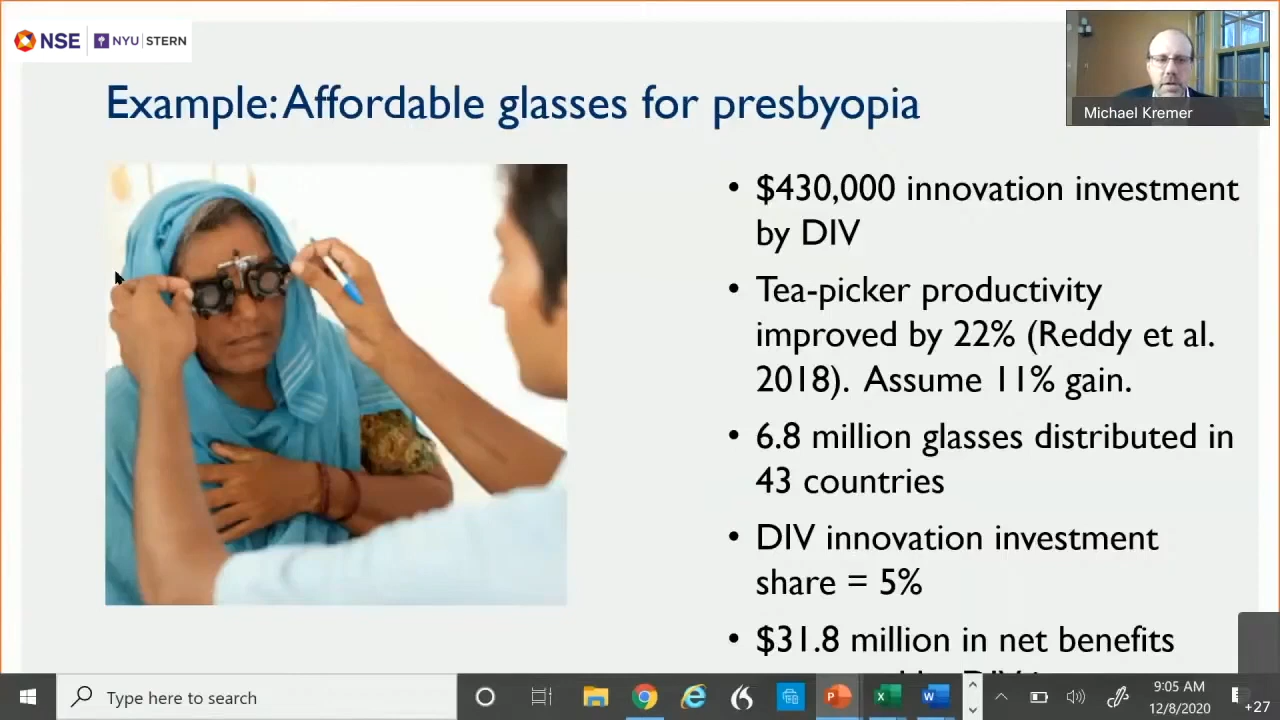 NSE NYU STERN
Michael Kremer
Example: Affordable glasses for presbyopia
• $430,000 innovation investment
by DIV
• Tea-picker productivity
improved by 22% (Reddy et al.
2018). Assume 11% gain.
• 6.8 million glasses distributed in
43 countries
• DIV innovation investment
share = 5%
• $31.8 million in net benefits
Type here to search
9:05 AM
12/8/2020
+27